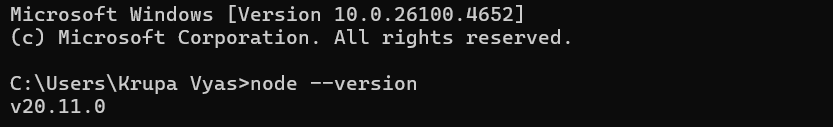 Microsoft Windows [Version 10.0.26100.4652]
(c) Microsoft Corporation. All rights reserved.
C:\Users\Krupa Vyas>node --version
v20.11.0